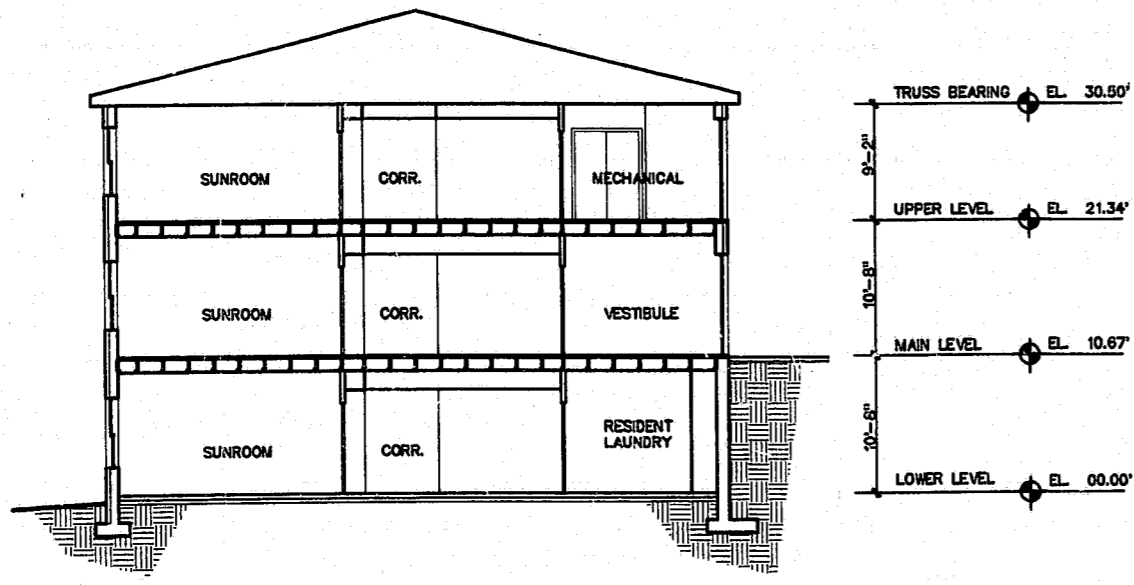 TRUSS BEARING EL. 30.50'
9'-2"
SUNROOM CORR. MECHANICAL
UPPER LEVEL EL. 21.34'
10'-8"
SUNROOM CORR. VESTIBULE
MAIN LEVEL EL. 10.67'
10'-8"
RESIDENT
LAUNDRY
SUNROOM CORR.
LOWER LEVEL EL. 00.00'